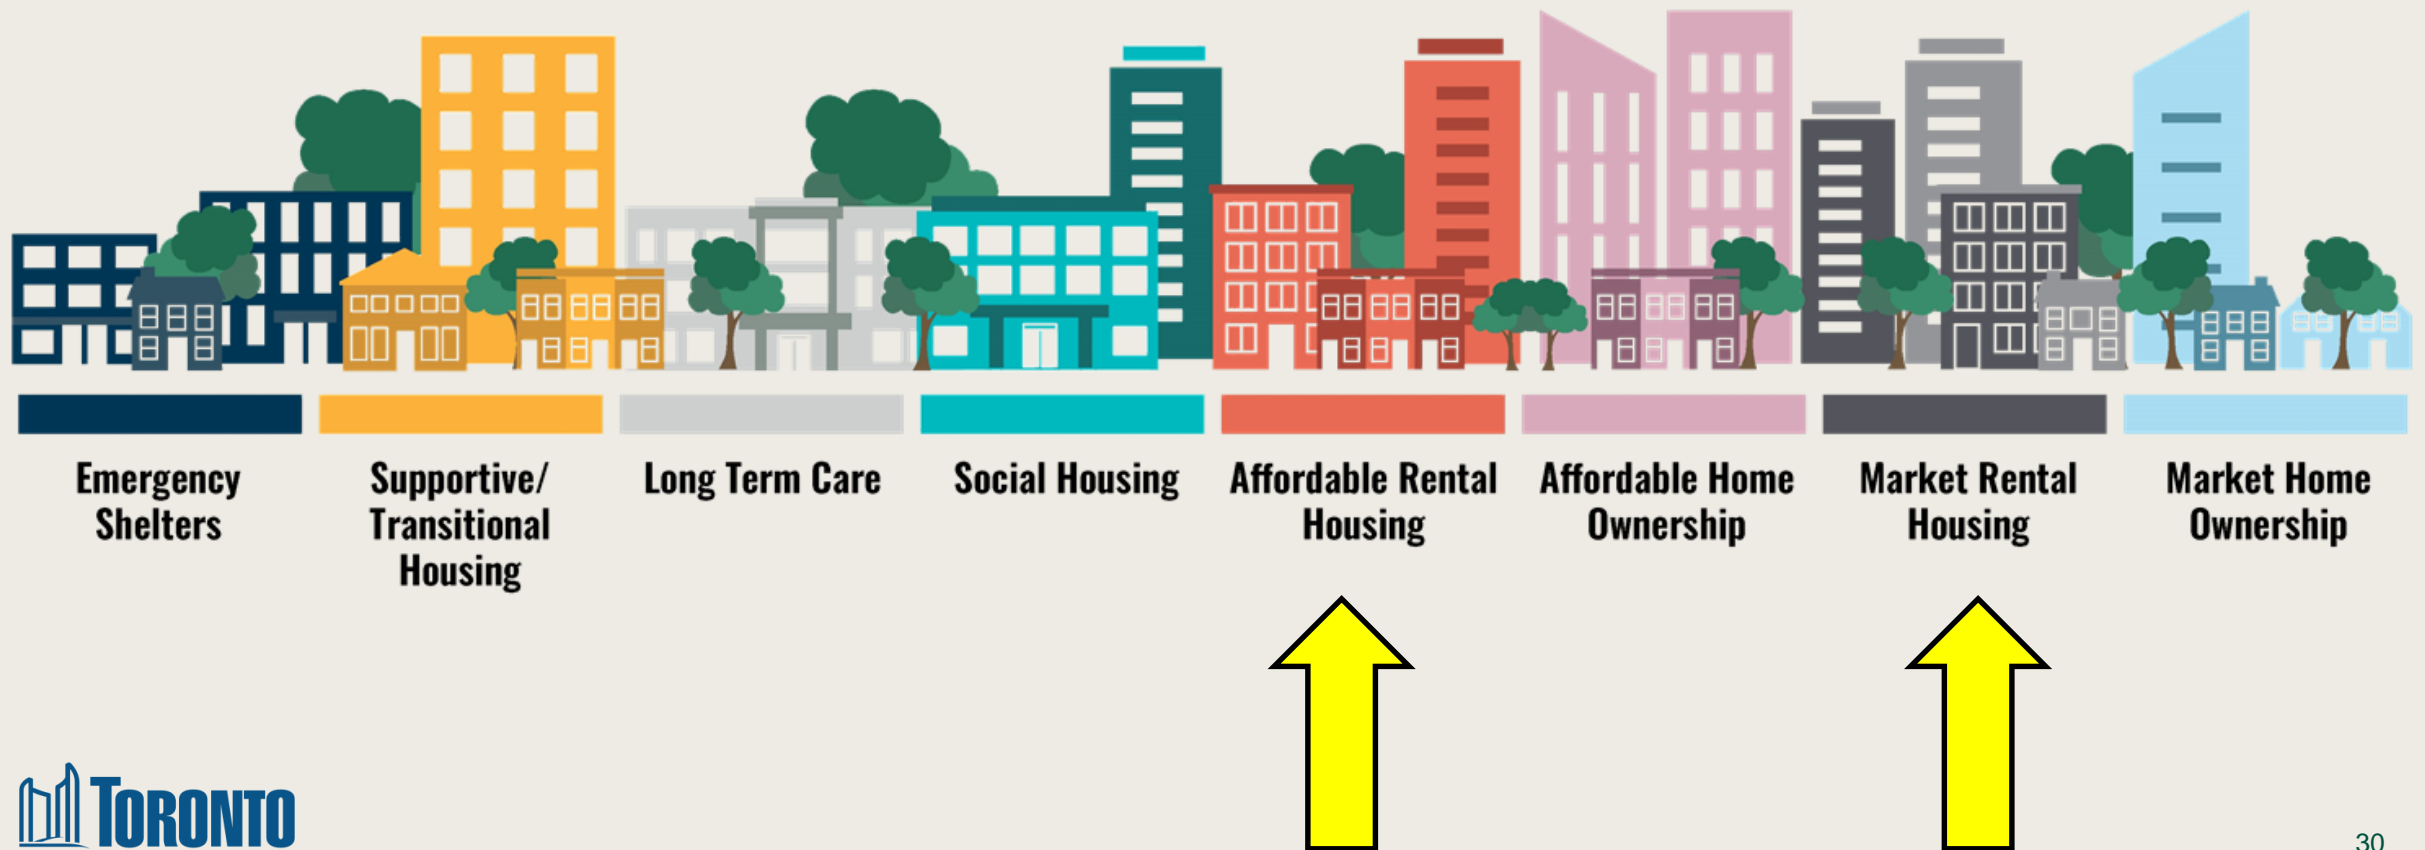 Emergency
Shelters
Supportive/
Transitional
Housing
Long Term Care
Social Housing
Affordable Rental
Housing
Affordable Home
Ownership
Market Rental
Housing
Market Home
Ownership
TORONTO
30